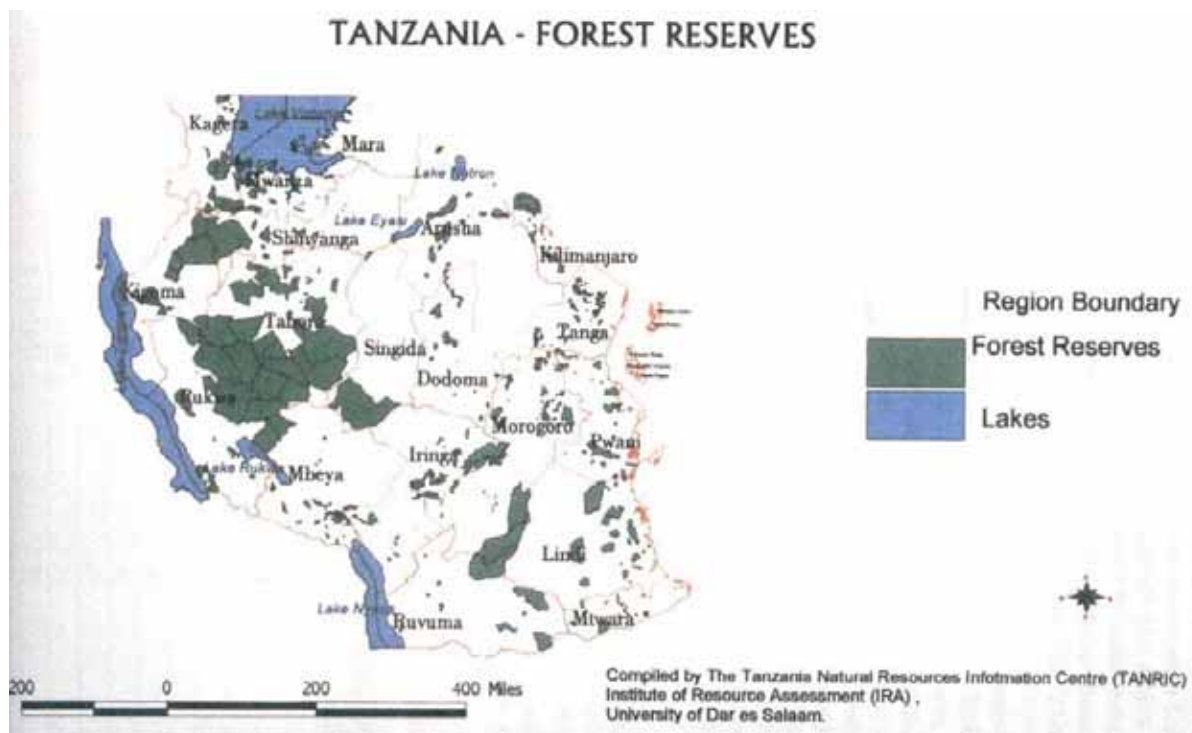 TANZANIA - FOREST RESERVES
Kagera
Lake Victoria
Mara
Mwanza
Lake Natron
Lake Eyasi
Arusha
Shinyanga
Kilimanjaro
Kigoma
Tabora
Tanga
Singida
Dodoma
Rukwa
Morogoro
Pwani
Iringa
Lake Rukwa
Mbeya
Lindi
Lake Nyasa
Ruvuma
Mtwara
Region Boundary
Forest Reserves
Lakes
200 0 200 400 Miles
Compiled by The Tanzania Natural Resources Infotmation Centre (TANRIC)
Institute of Resource Assessment (IRA) ,
University of Dar es Salaam.